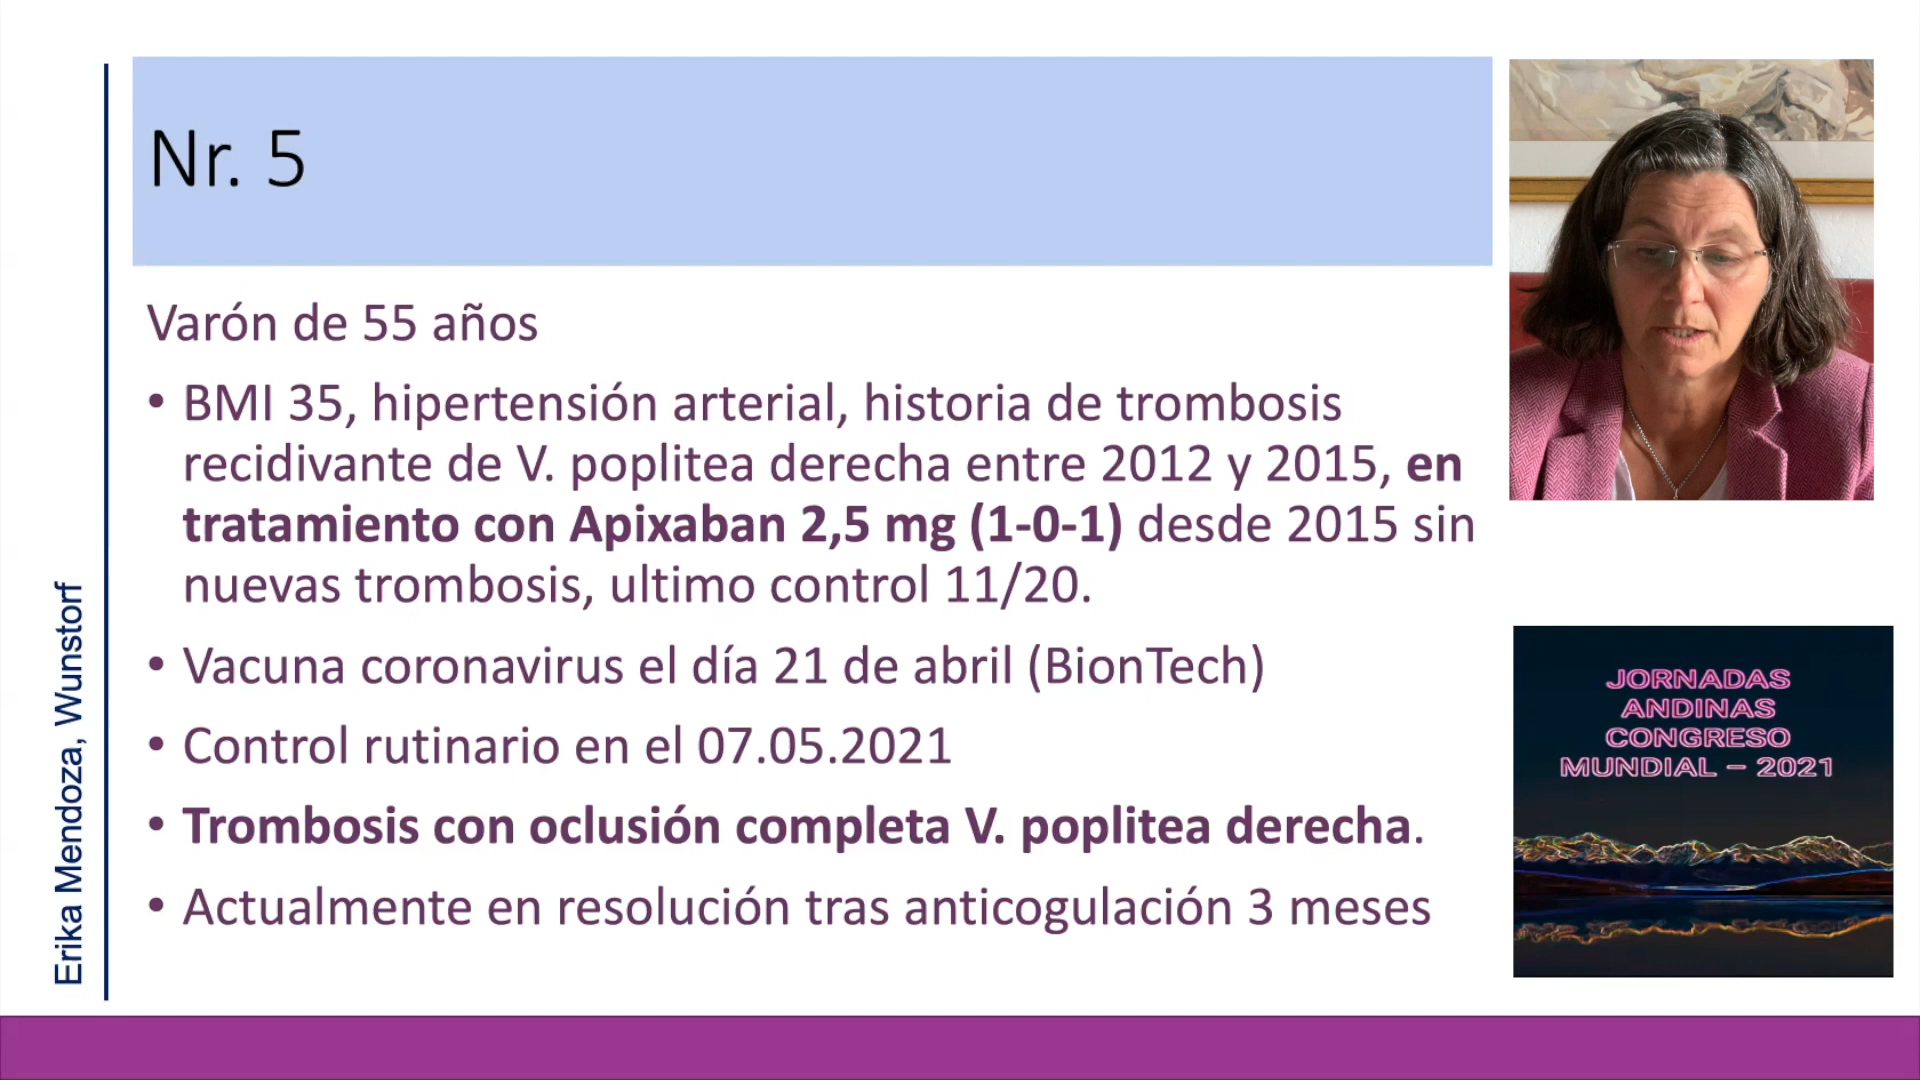 Nr. 5
Varón de 55 años
• BMI 35, hipertensión arterial, historia de trombosis
recidivante de V. poplitea derecha entre 2012 y 2015, en
tratamiento con Apixaban 2,5 mg (1-0-1) desde 2015 sin
nuevas trombosis, ultimo control 11/20.
• Vacuna coronavirus el día 21 de abril (BionTech)
• Control rutinario en el 07.05.2021
• Trombosis con oclusión completa V. poplitea derecha.
• Actualmente en resolución tras anticogulación 3 meses
Erika Mendoza, Wunstorf
JORNADAS
ANDINAS
CONGRESO
MUNDIAL – 2021